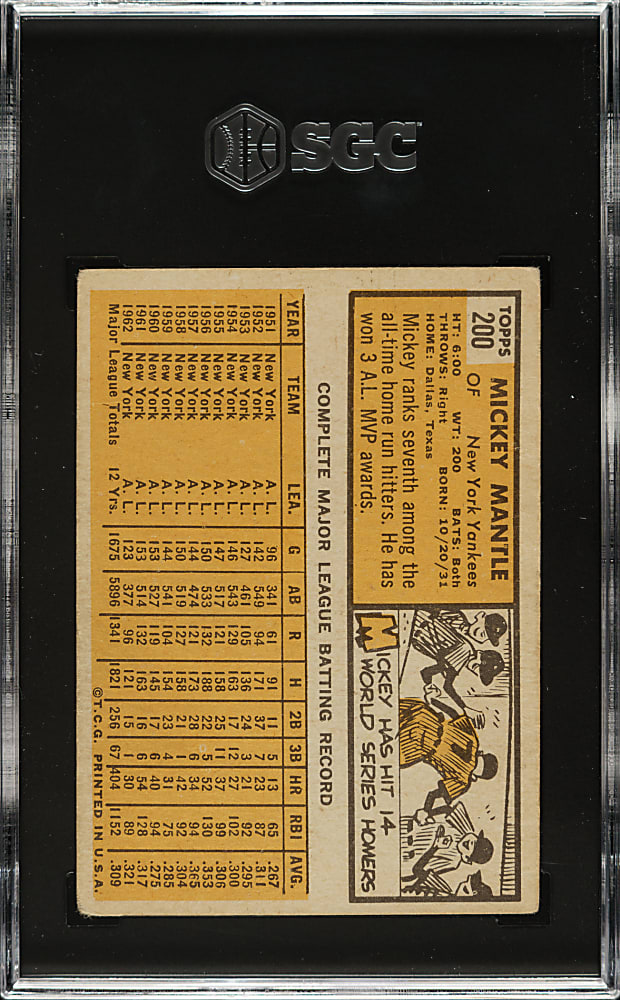 SGC
TOPPS
200
MICKEY MANTLE
OF New York Yankees
HT: 6:00 WT: 200 BATS: Both
THROWS: Right BORN: 10/20/31
HOME: Dallas, Texas
Mickey ranks seventh among the
all-time home run hitters. He has
won 3 A.L. MVP awards.
7
MICKEY HAS HIT 14
WORLD SERIES HOMERS
COMPLETE MAJOR LEAGUE BATTING RECORD
YEAR TEAM LEA. G AB R H 2B 3B HR RBI AVG.
1951 New York A. L. 96 341 61 91 11 5 13 65 .267
1952 New York A. L. 142 549 94 171 37 7 23 87 .311
1953 New York A. L. 127 461 105 136 24 3 21 92 .295
1954 New York A. L. 146 543 129 163 17 12 27 102 .300
1955 New York A. L. 147 517 121 158 25 11 37 99 .306
1956 New York A. L. 150 533 132 188 22 5 52 130 .353
1957 New York A. L. 144 474 121 173 28 6 34 94 .365
1958 New York A. L. 150 519 127 158 21 1 42 97 .304
1959 New York A. L. 144 541 104 154 23 4 31 75 .285
1960 New York A. L. 153 527 119 145 17 6 40 94 .275
1961 New York A. L. 153 514 132 163 16 6 54 128 .317
1962 New York A. L. 123 377 96 121 15 1 30 89 .321
Major League Totals 12 Yrs. 1675 5896 1341 1821 256 67 404 1152 .309
©T.C.G. PRINTED IN U.S.A.